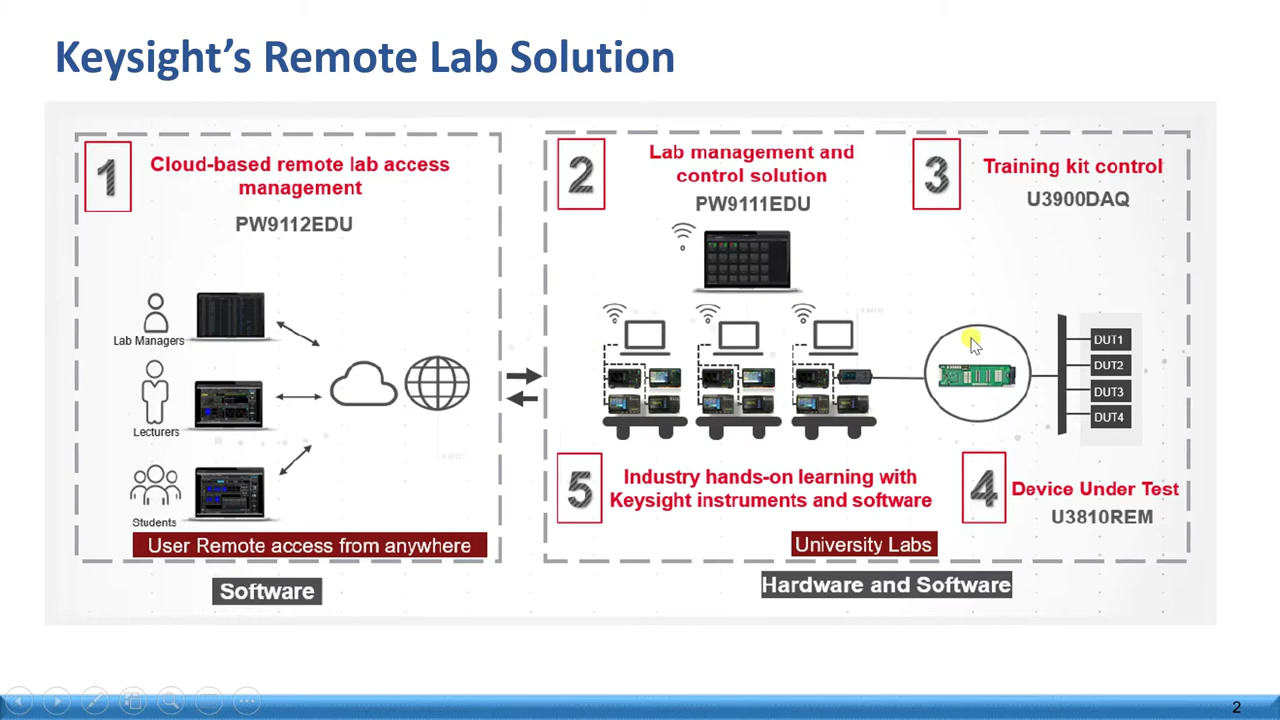 Keysight’s Remote Lab Solution
1
Cloud-based remote lab access
management
PW9112EDU
Lab Managers
Lecturers
Students
User Remote access from anywhere
Software
2
Lab management and
control solution
PW9111EDU
3
Training kit control
U3900DAQ
DUT1
DUT2
DUT3
DUT4
5
Industry hands-on learning with
Keysight instruments and software
4
Device Under Test
U3810REM
University Labs
Hardware and Software
2